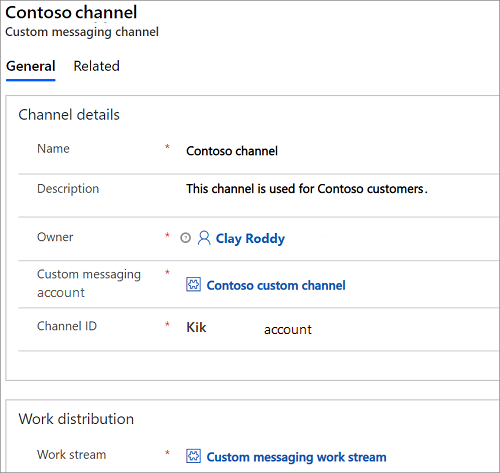 Contoso channel
Custom messaging channel
General Related
Channel details
Name * Contoso channel
Description This channel is used for Contoso customers.
Owner * Clay Roddy
Custom messaging
account * Contoso custom channel
Channel ID * Kik account
Work distribution
Work stream * Custom messaging work stream